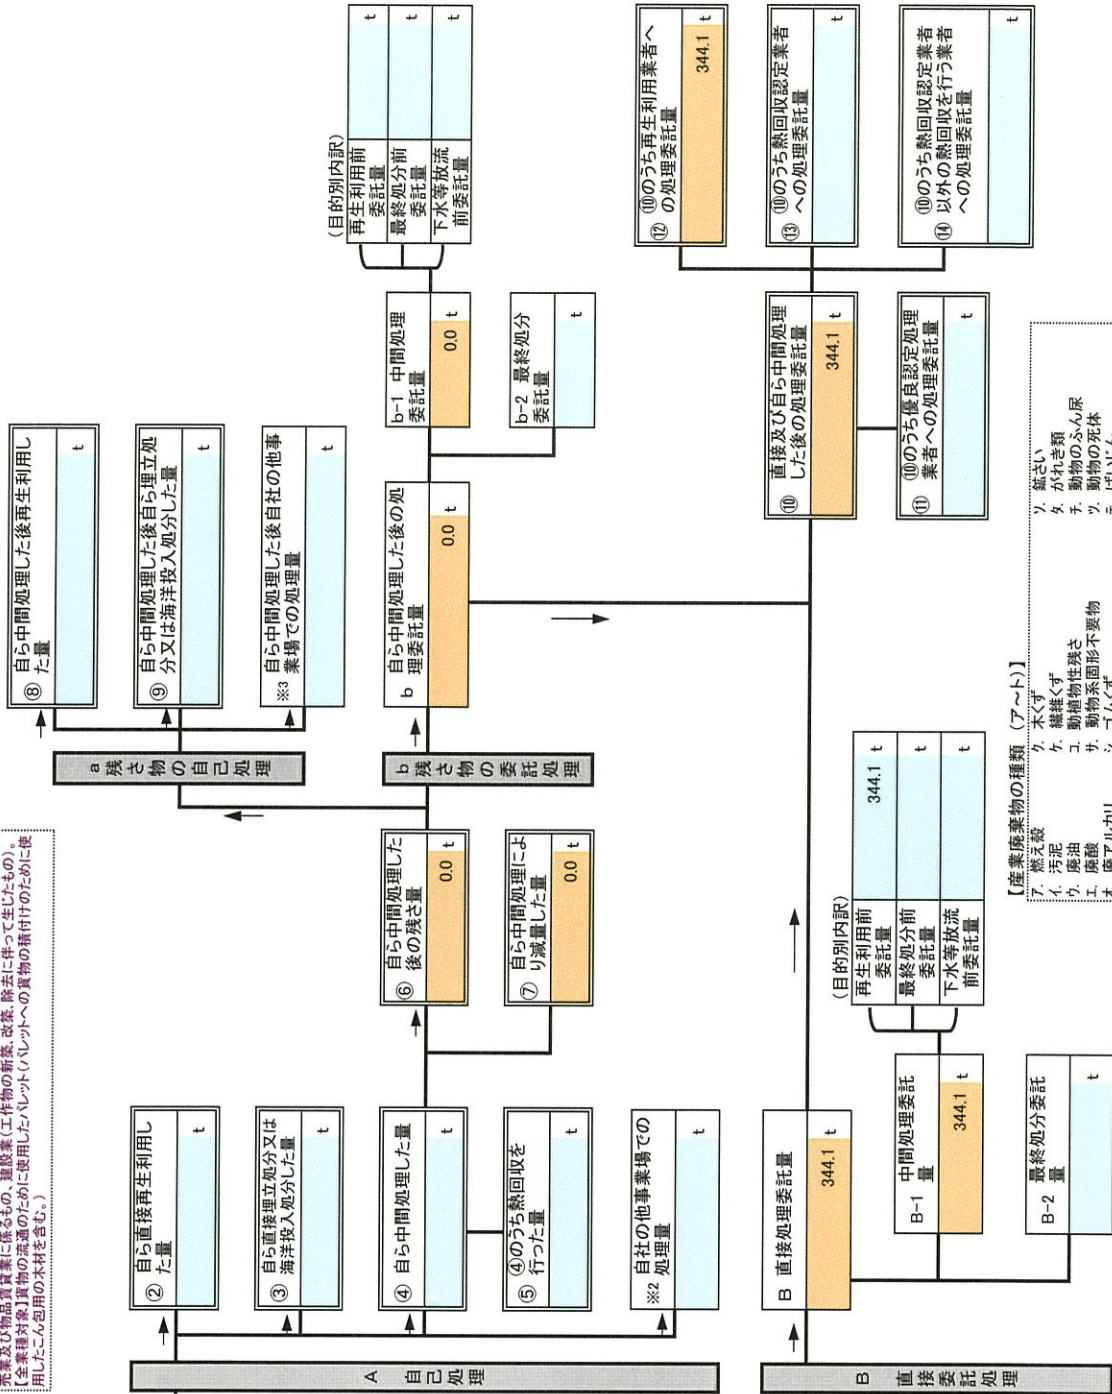 売業及び物品賃貸業に係るもの、建設業(工作物の新築、改築、除去に伴って生じたもの)。
【全業種対象】貨物の流通のために使用したパレット(パレットへの貨物の積付けのために使
用したこん包用の木材を含む。)
A 自己処理
② 自ら直接再生利用し
た量
t
③ 自ら直接埋立処分又は
海洋投入処分した量
t
④ 自ら中間処理した量
t
⑤ ④のうち熱回収を
行った量
t
※2 自社の他事業場での
処理量
t
⑥ 自ら中間処理した
後の残さ量
0.0 t
⑦ 自ら中間処理によ
り減量した量
0.0 t
a 残さ物の自己処理
⑧ 自ら中間処理した後再生利用し
た量
t
⑨ 自ら中間処理した後自ら埋立処
分又は海洋投入処分した量
t
※3 自ら中間処理した後自社の他事
業場での処理量
t
b 残さ物の委託処理
b 自ら中間処理した後の処
理委託量
0.0 t
b-1 中間処理
委託量
0.0 t
b-2 最終処分
委託量
t
(目的別内訳)
再生利用前
委託量
t
最終処分前
委託量
t
下水等放流
前委託量
t
B 直接委託処理
B 直接処理委託量
344.1 t
B-1 中間処理委託
量
344.1 t
B-2 最終処分委託
量
t
(目的別内訳)
再生利用前
委託量
344.1 t
最終処分前
委託量
t
下水等放流
前委託量
t
⑩ 直接及び自ら中間処理
した後の処理委託量
344.1 t
⑪ ⑩のうち優良認定処理
業者への処理委託量
t
⑫ ⑩のうち再生利用業者へ
の処理委託量
344.1 t
⑬ ⑩のうち熱回収認定業者
への処理委託量
t
⑭ ⑩のうち熱回収認定業者
以外の熱回収を行う業者
への処理委託量
t
【産業廃棄物の種類 (ア~ト)】
ア. 燃え殻
イ. 汚泥
ウ. 廃油
エ. 廃酸
オ. 廃アルカリ
ク. 木くず
ケ. 繊維くず
コ. 動植物性残さ
サ. 動物系固形不要物
シ. ゴムくず
ソ. 鉱さい
タ. がれき類
チ. 動物のふん尿
ツ. 動物の死体
テ. ばいじん